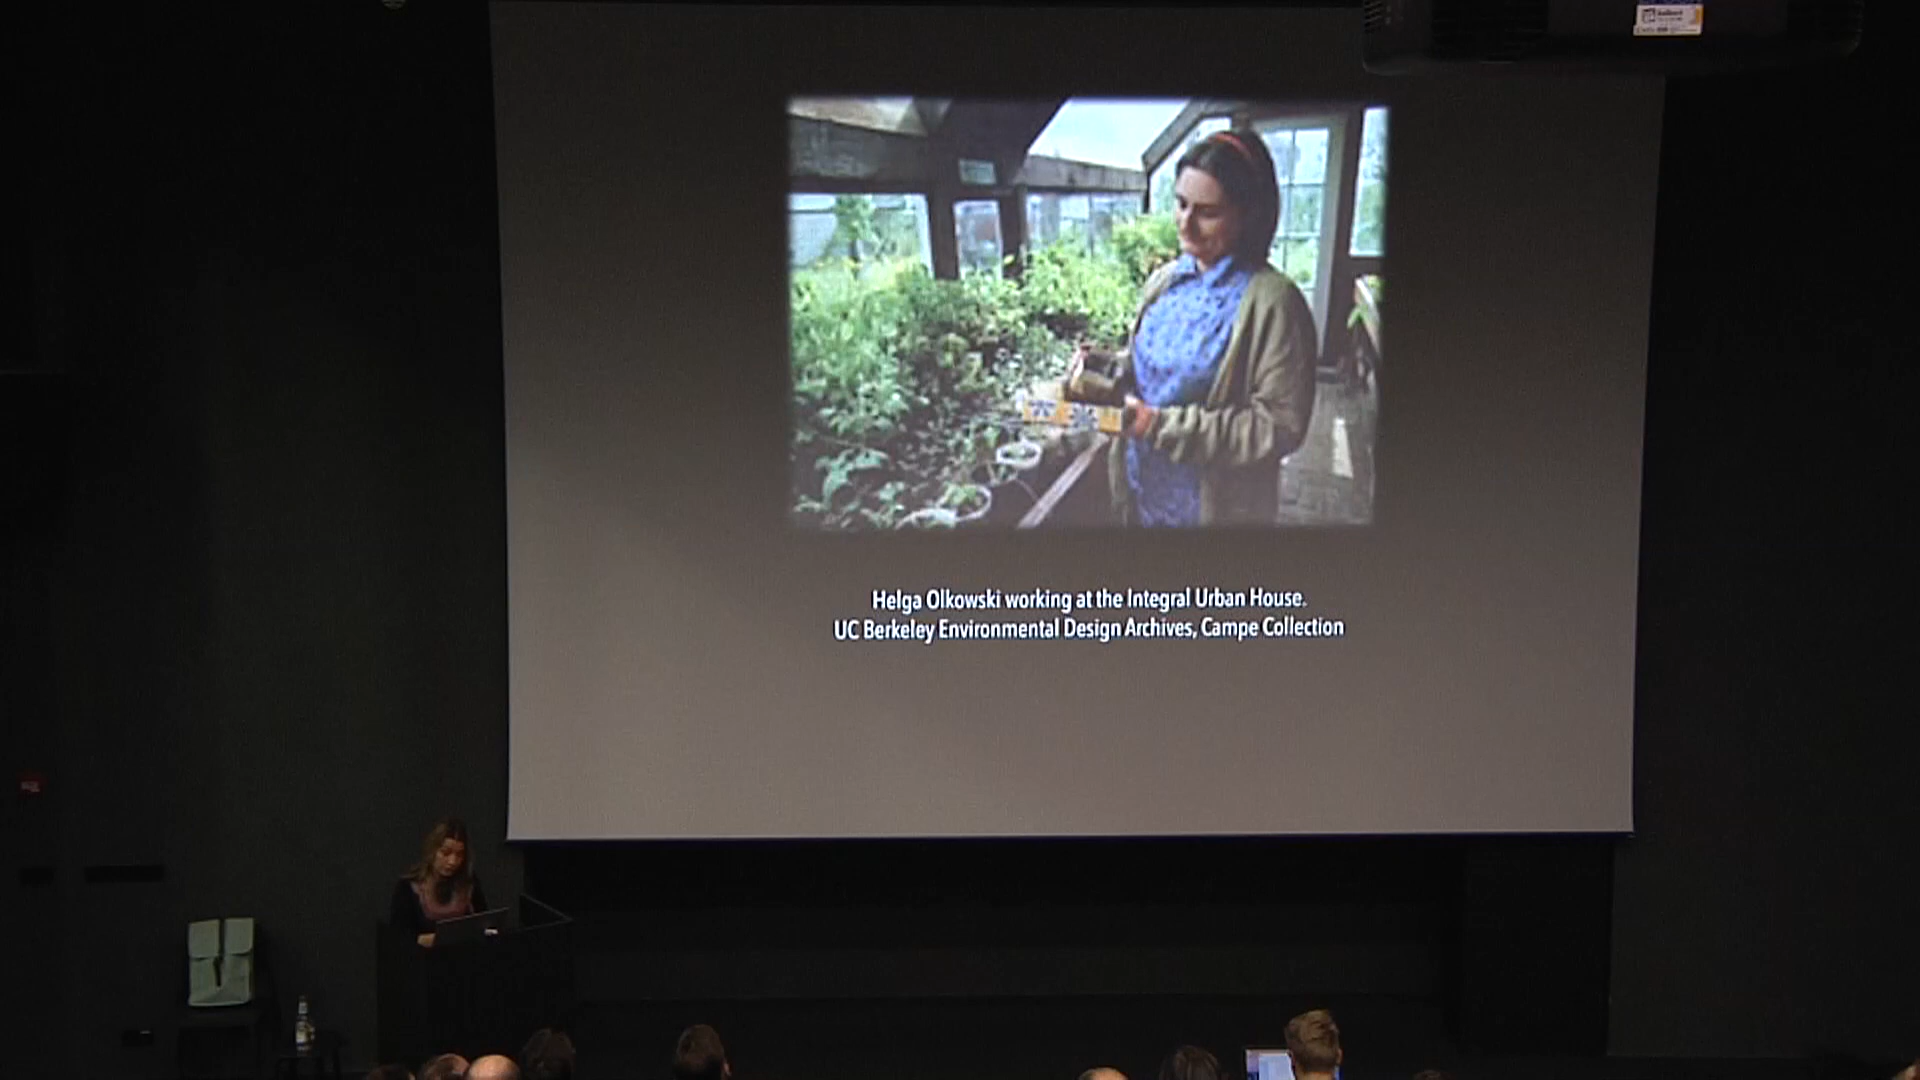 Helga Olkowski working at the Integral Urban House.
UC Berkeley Environmental Design Archives, Campe Collection